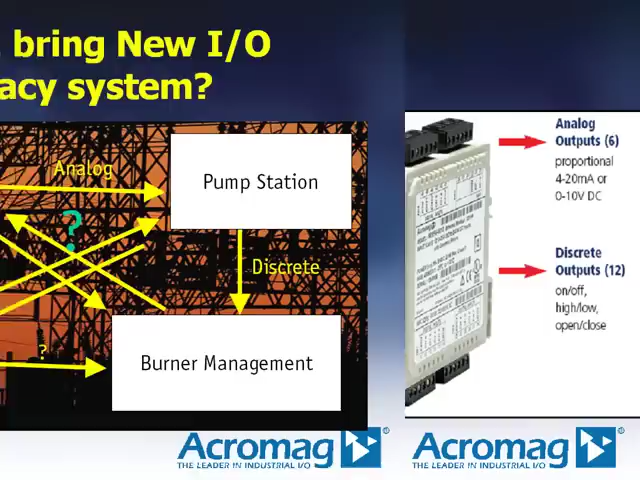 bring New I/O
acy system?
Analog
Pump Station
?
Discrete
?
Burner Management
Analog
Outputs (6)
proportional
4-20mA or
0-10V DC
Discrete
Outputs (12)
on/off,
high/low,
open/close
Acromag
THE LEADER IN INDUSTRIAL I/O
Acromag
THE LEADER IN INDUSTRIAL I/O